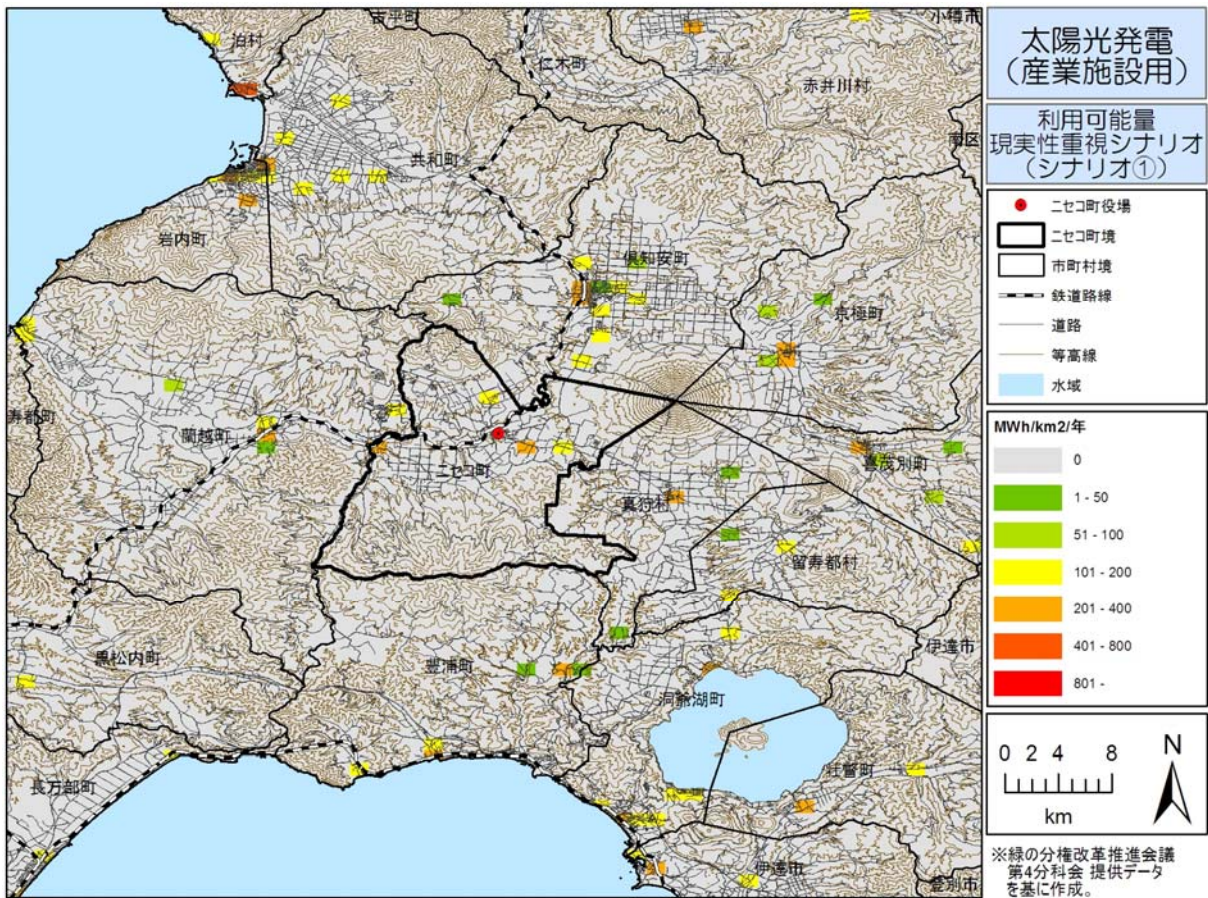 太陽光発電
（産業施設用）
利用可能量
現実性重視シナリオ
（シナリオ①）
ニセコ町役場
ニセコ町境
市町村境
鉄道路線
道路
等高線
水域
MWh/km2/年
0
1 - 50
51 - 100
101 - 200
201 - 400
401 - 800
801 -
0 2 4 8
km
N
※緑の分権改革推進会議
第4分科会 提供データ
を基に作成。
古平町
小樽市
泊村
仁木町
赤井川村
南区
共和町
岩内町
倶知安町
京極町
寿都町
蘭越町
ニセコ町
喜茂別町
真狩村
留寿都村
黒松内町
豊浦町
伊達市
洞爺湖町
長万部町
壮瞥町
伊達市
登別市